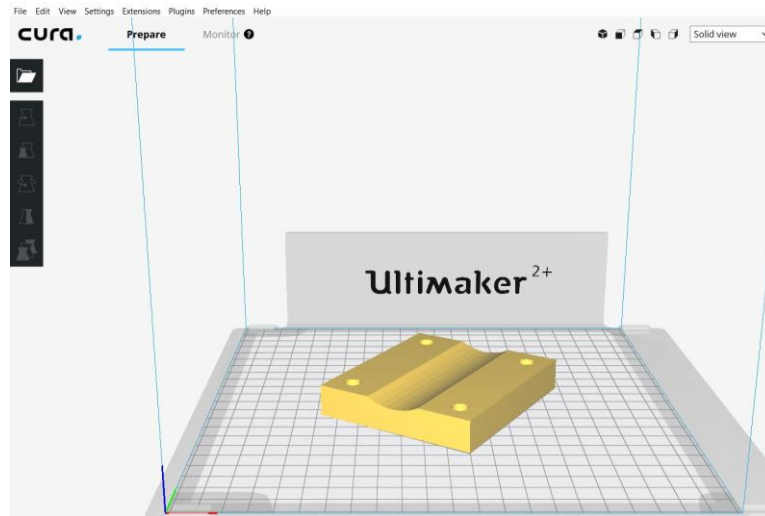 File Edit View Settings Extensions Plugins Preferences Help
cura. Prepare Monitor ? Solid view
Ultimaker 2+